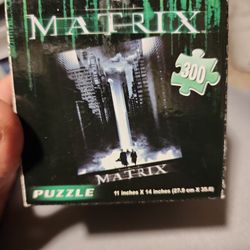 MATRIX
300
MATRIX
PUZZLE
11 inches X 14 inches (27.9 cm X 35.6)